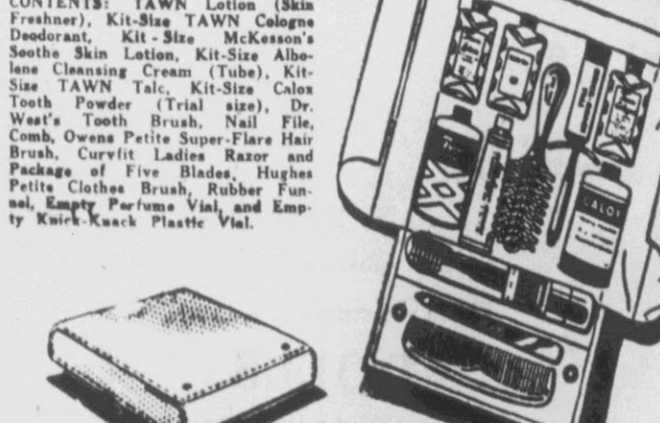 CONTENTS: TAWN Lotion (Skin
Freshner), Kit-Size TAWN Cologne
Deodorant, Kit-Size McKesson's
Soothe Skin Lotion, Kit-Size Albo-
lene Cleansing Cream (Tube), Kit-
Size TAWN Talc, Kit-Size Calox
Tooth Powder (Trial size), Dr.
West's Tooth Brush, Nail File,
Comb, Owens Petite Super-Flare Hair
Brush, Curvfit Ladies Razor and
Package of Five Blades, Hughes
Petite Clothes Brush, Rubber Fun-
nel, Empty Perfume Vial, and Emp-
ty Knick-Knack Plastic Vial.
CALOX